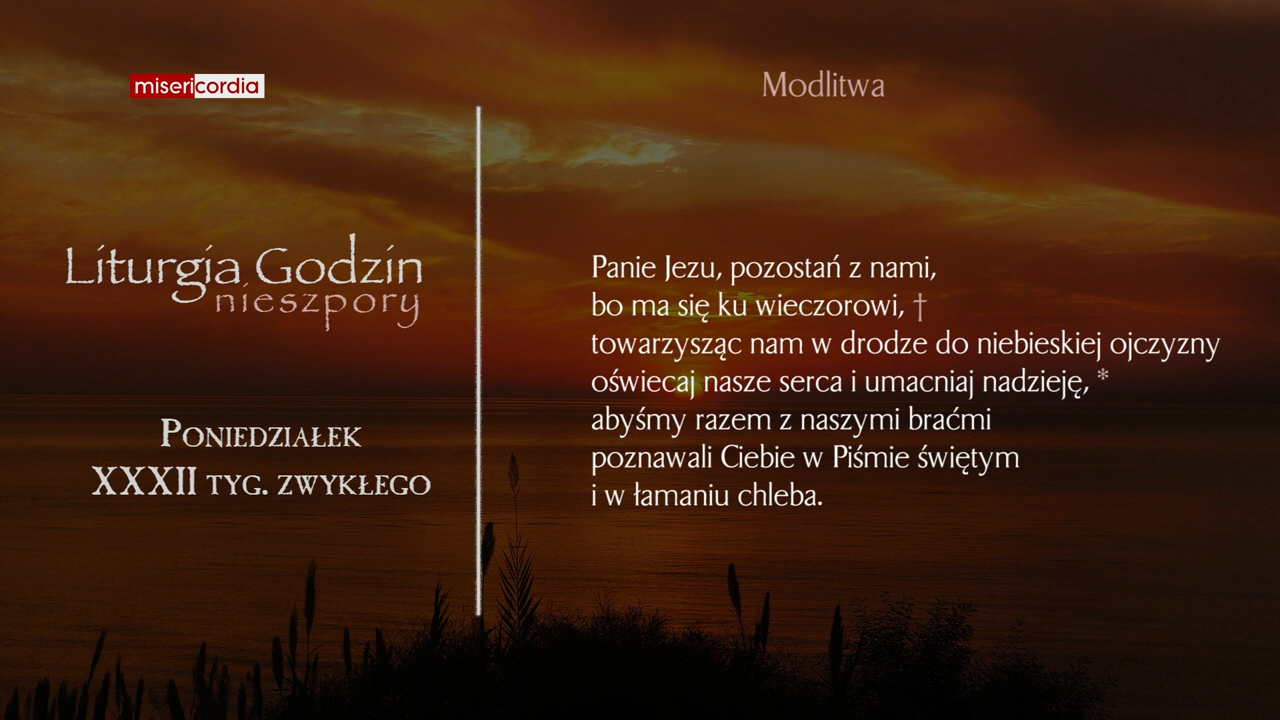 misericordia
Liturgia Godzin
nieszpory
Poniedziałek
XXXII tyg. zwykłego
Modlitwa
Panie Jezu, pozostań z nami,
bo ma się ku wieczorowi, †
towarzysząc nam w drodze do niebieskiej ojczyzny
oświecaj nasze serca i umacniaj nadzieję, *
abyśmy razem z naszymi braćmi
poznawali Ciebie w Piśmie świętym
i w łamaniu chleba.